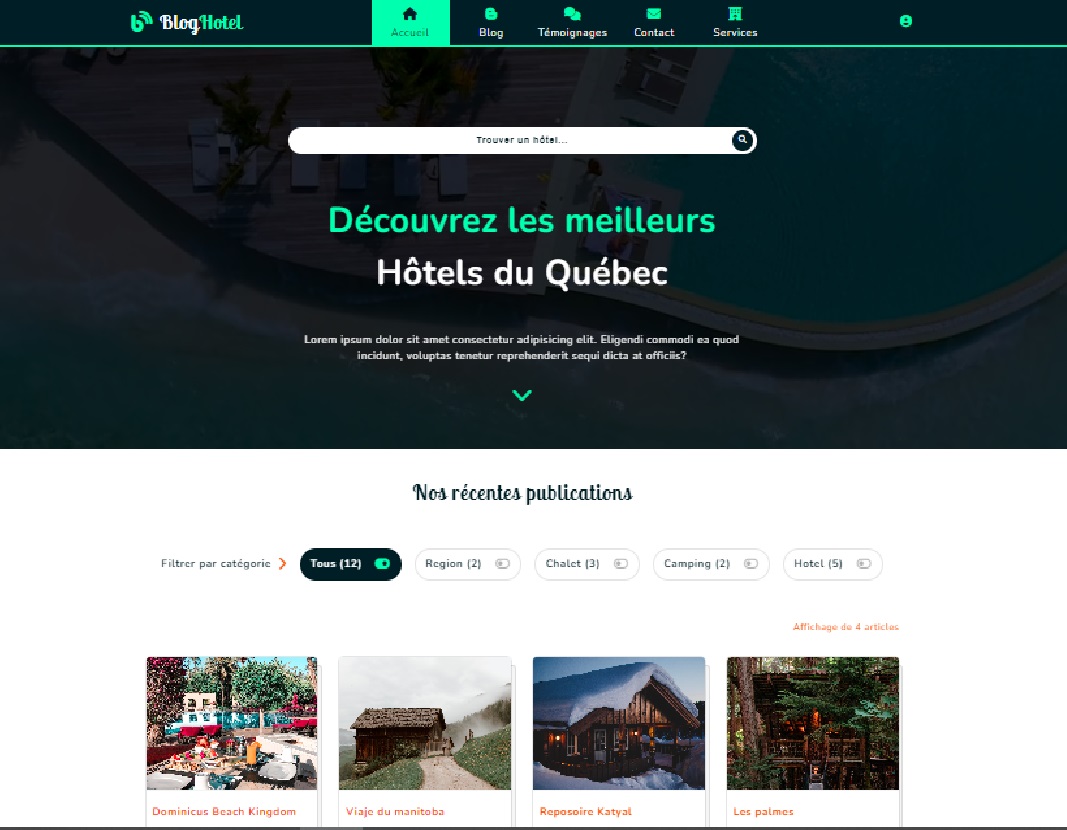 BlogHotel
Accueil
Blog
Témoignages
Contact
Services
Trouver un hôtel...
Découvrez les meilleurs
Hôtels du Québec
Lorem ipsum dolor sit amet consectetur adipisicing elit. Eligendi commodi ea quod
incidunt, voluptas tenetur reprehenderit sequi dicta at officiis?
Nos récentes publications
Filtrer par catégorie
Tous (12)
Region (2)
Chalet (3)
Camping (2)
Hotel (5)
Affichage de 4 articles
Dominicus Beach Kingdom
Viaje du manitoba
Reposoire Katyal
Les palmes